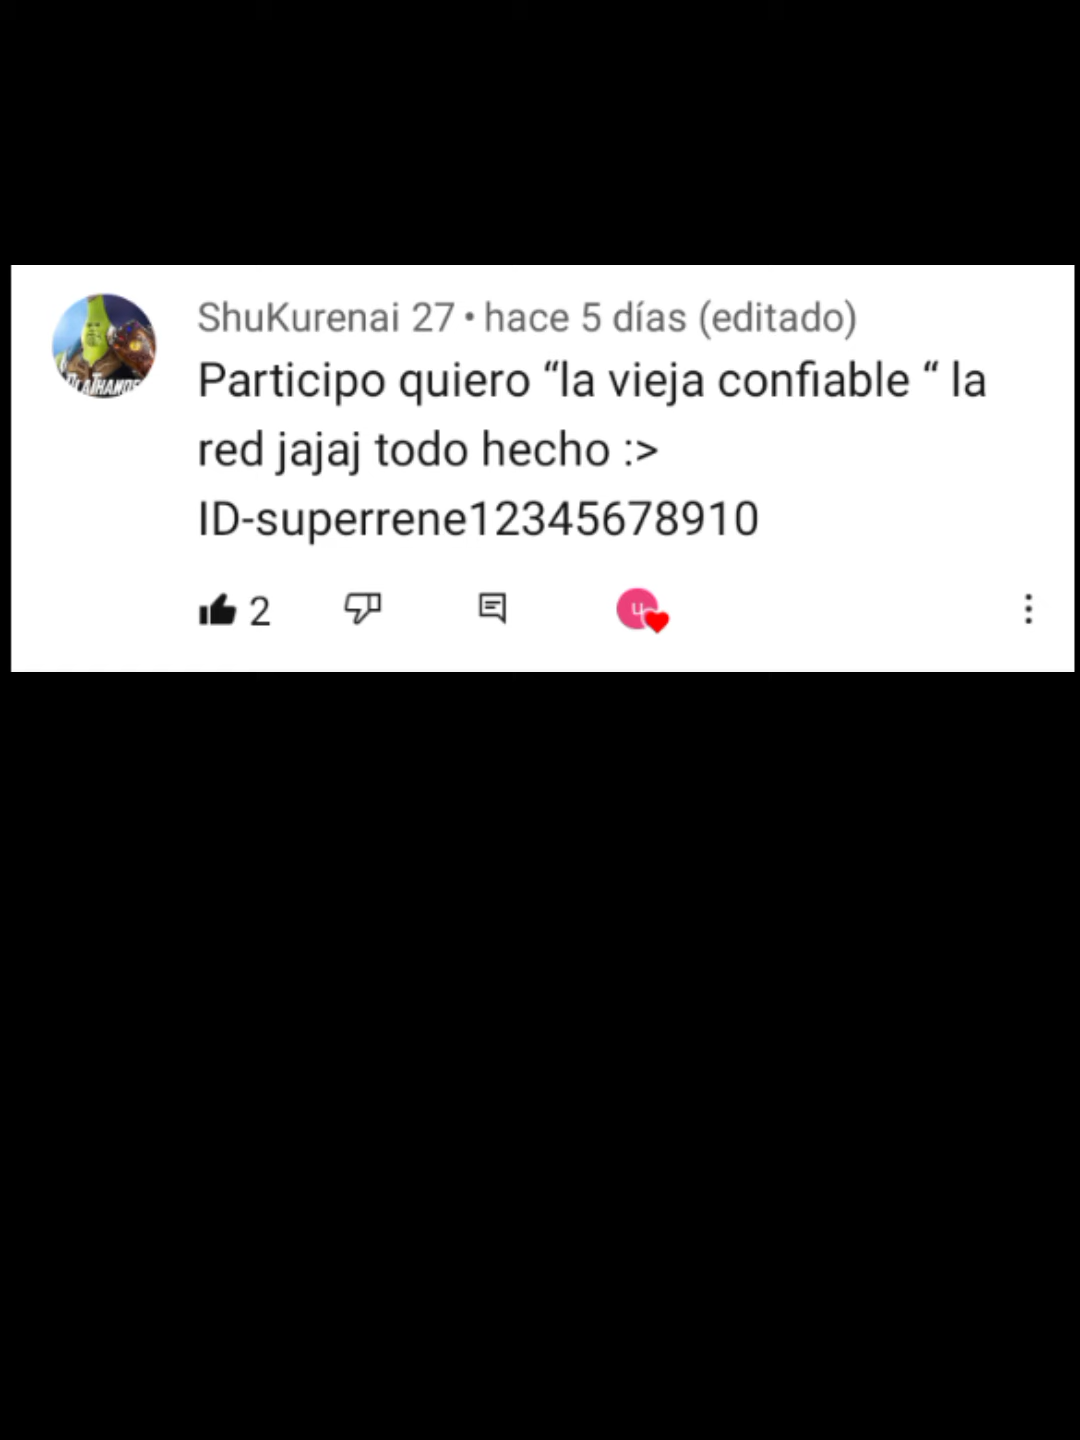 ShuKurenai 27 • hace 5 días (editado)
Participo quiero “la vieja confiable “ la
red jajaj todo hecho :>
ID-superrene12345678910
2
u